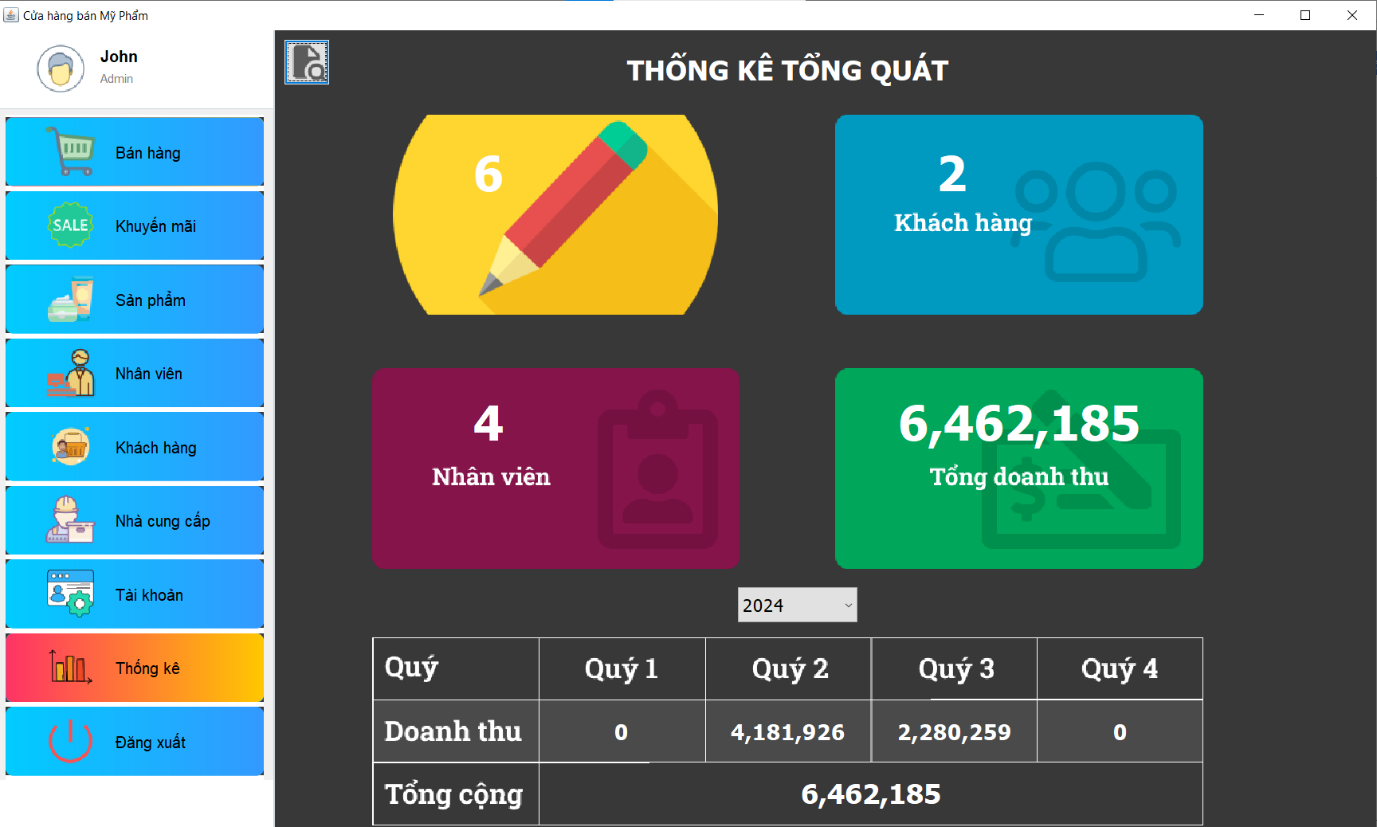 Cửa hàng bán Mỹ Phẩm
John
Admin
Bán hàng
SALE
Khuyến mãi
Sản phẩm
Nhân viên
Khách hàng
Nhà cung cấp
Tài khoản
Thống kê
Đăng xuất
THỐNG KÊ TỔNG QUÁT
6
2
Khách hàng
4
Nhân viên
6,462,185
Tổng doanh thu
2024
Quý Quý 1 Quý 2 Quý 3 Quý 4
Doanh thu 0 4,181,926 2,280,259 0
Tổng cộng 6,462,185